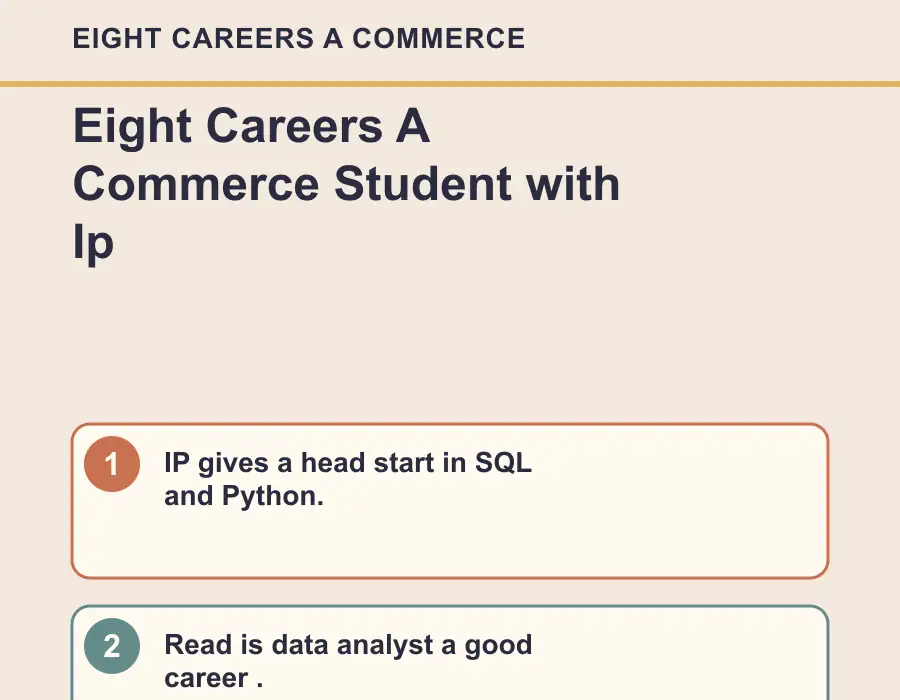 EIGHT CAREERS A COMMERCE
Eight Careers A
Commerce Student with
Ip
1
IP gives a head start in SQL
and Python.
2
Read is data analyst a good
career .